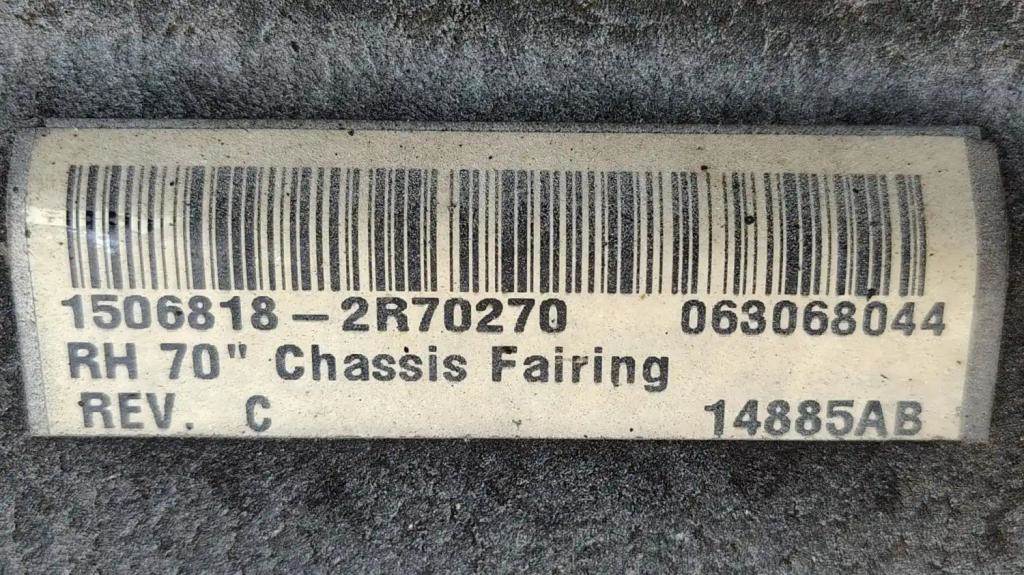 1506818-2R70270 063068044
RH 70" Chassis Fairing
REV. C 14885AB